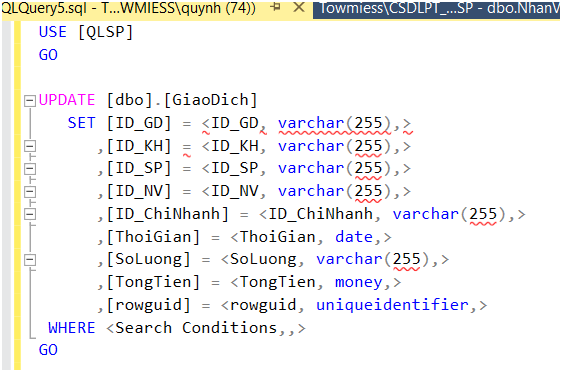 QLQuery5.sql - T...WMIESS\quynh (74)) Towmiess\CSDLPT_...SP - dbo.NhanV
USE [QLSP]
GO
UPDATE [dbo].[GiaoDich]
SET [ID_GD] = <ID_GD, varchar(255),>
,[ID_KH] = <ID_KH, varchar(255),>
,[ID_SP] = <ID_SP, varchar(255),>
,[ID_NV] = <ID_NV, varchar(255),>
,[ID_ChiNhanh] = <ID_ChiNhanh, varchar(255),>
,[ThoiGian] = <ThoiGian, date,>
,[SoLuong] = <SoLuong, varchar(255),>
,[TongTien] = <TongTien, money,>
,[rowguid] = <rowguid, uniqueidentifier,>
WHERE <Search Conditions,,>
GO